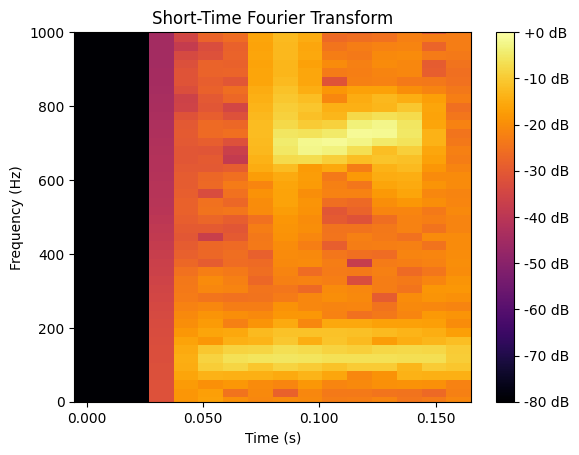 Short-Time Fourier Transform
Frequency (Hz)
1000
800
600
400
200
0
0.000
0.050
0.100
0.150
Time (s)
+0 dB
-10 dB
-20 dB
-30 dB
-40 dB
-50 dB
-60 dB
-70 dB
-80 dB